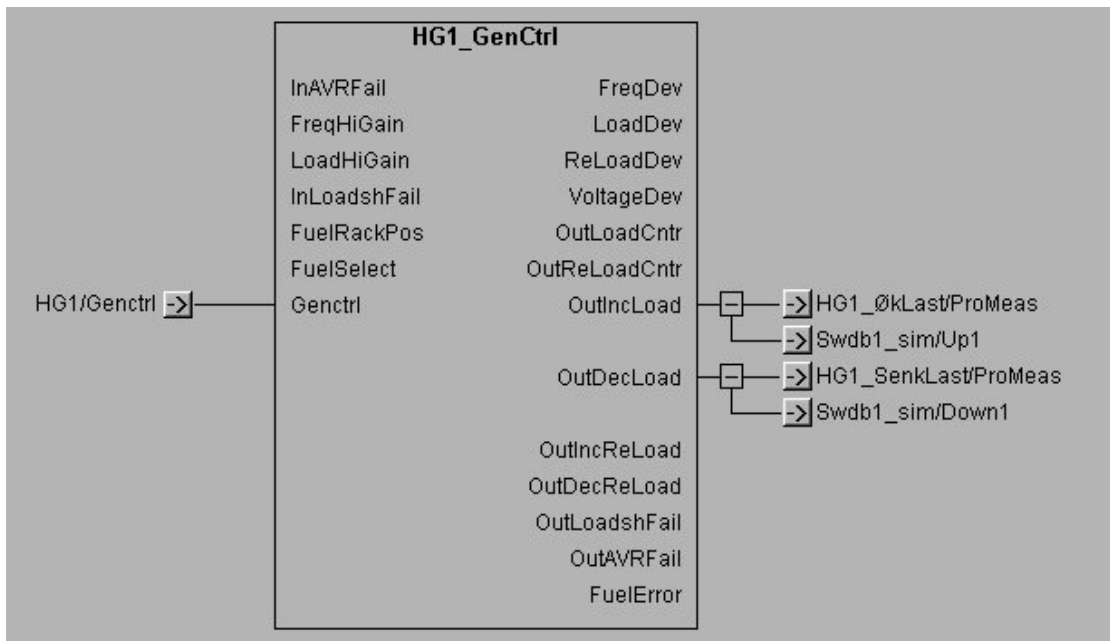 HG1_GenCtrl
InAVRFail FreqDev
FreqHiGain LoadDev
LoadHiGain ReLoadDev
InLoadshFail VoltageDev
FuelRackPos OutLoadCntr
FuelSelect OutReLoadCntr
HG1/Genctrl -> Genctrl OutIncLoad -> HG1_ØkLast/ProMeas
-> Swdb1_sim/Up1
OutDecLoad -> HG1_SenkLast/ProMeas
-> Swdb1_sim/Down1
OutIncReLoad
OutDecReLoad
OutLoadshFail
OutAVRFail
FuelError